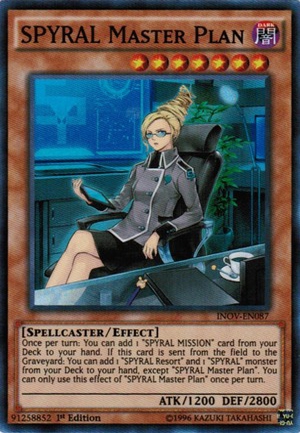 SPYRAL Master Plan
DARK
闇
INOV-EN087
[Spellcaster/Effect]
Once per turn: You can add 1 "SPYRAL MISSION" card from your
Deck to your hand. If this card is sent from the field to the
Graveyard: You can add 1 "SPYRAL Resort" and 1 "SPYRAL" monster
from your Deck to your hand, except "SPYRAL Master Plan". You
can only use this effect of "SPYRAL Master Plan" once per turn.
ATK/1200 DEF/2800
91258852 1st Edition ©1996 KAZUKI TAKAHASHI